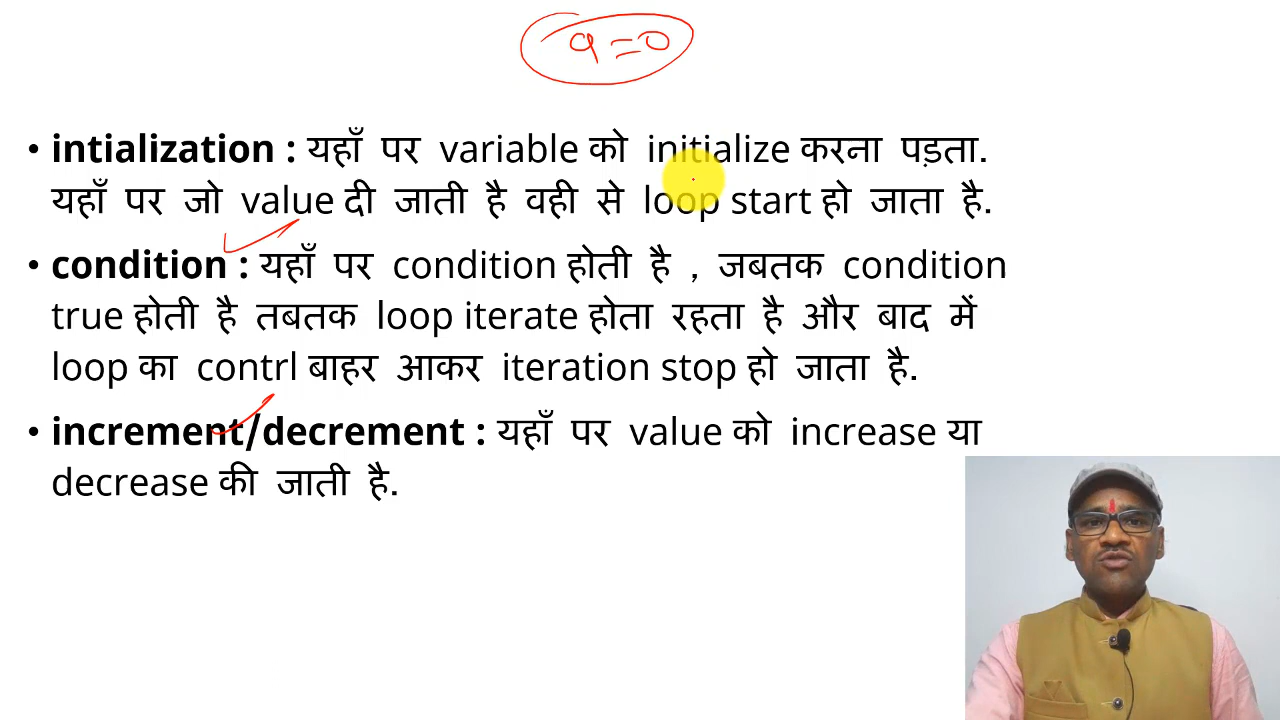 a=0
• intialization : यहाँ पर variable को initialize करना पड़ता.
यहाँ पर जो value दी जाती है वही से loop start हो जाता है.
• condition : यहाँ पर condition होती है , जबतक condition
true होती है तबतक loop iterate होता रहता है और बाद में
loop का contrl बाहर आकर iteration stop हो जाता है.
• increment/decrement : यहाँ पर value को increase या
decrease की जाती है.